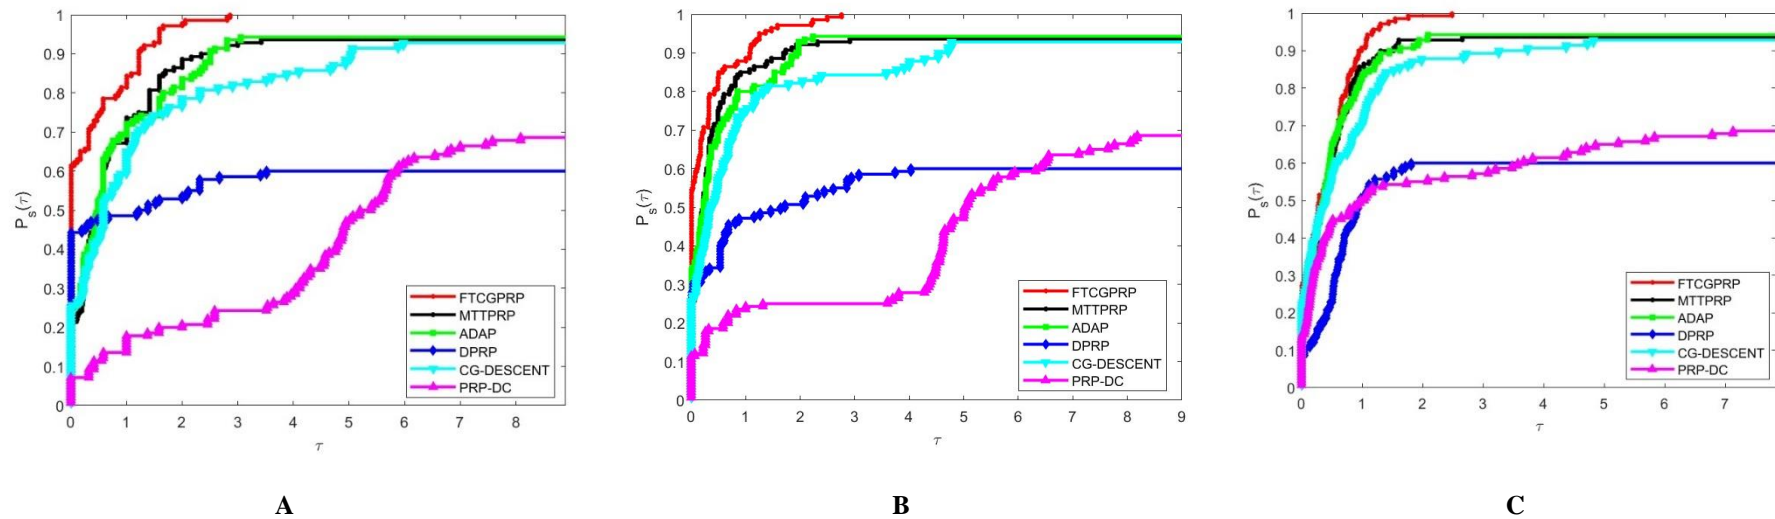 1
0.9
0.8
0.7
0.6
0.5
0.4
0.3
0.2
0.1
0
P_s(τ)
0 1 2 3 4 5 6 7 8
τ
FTCGPRP
MTTPRP
ADAP
DPRP
CG-DESCENT
PRP-DC
A
1
0.9
0.8
0.7
0.6
0.5
0.4
0.3
0.2
0.1
0
P_s(τ)
0 1 2 3 4 5 6 7 8 9
τ
FTCGPRP
MTTPRP
ADAP
DPRP
CG-DESCENT
PRP-DC
B
1
0.9
0.8
0.7
0.6
0.5
0.4
0.3
0.2
0.1
0
P_s(τ)
0 1 2 3 4 5 6 7
τ
FTCGPRP
MTTPRP
ADAP
DPRP
CG-DESCENT
PRP-DC
C